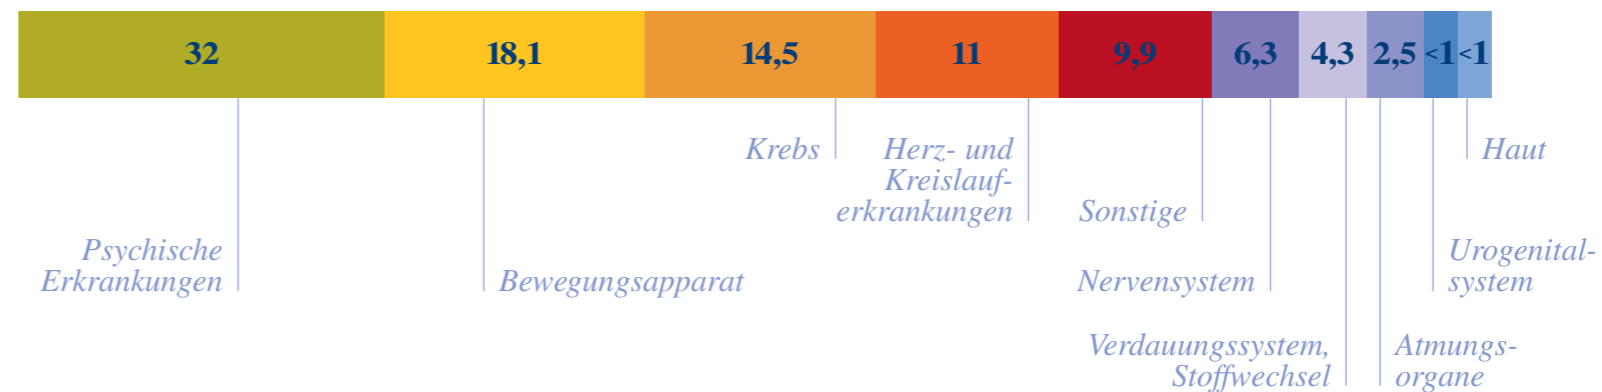 32
18,1
14,5
11
9,9
6,3
4,3
2,5
<1
<1
Psychische
Erkrankungen
Bewegungsapparat
Krebs
Herz- und
Kreislauf-
erkrankungen
Sonstige
Nervensystem
Verdauungssystem,
Stoffwechsel
Atmungs-
organe
Urogenital-
system
Haut